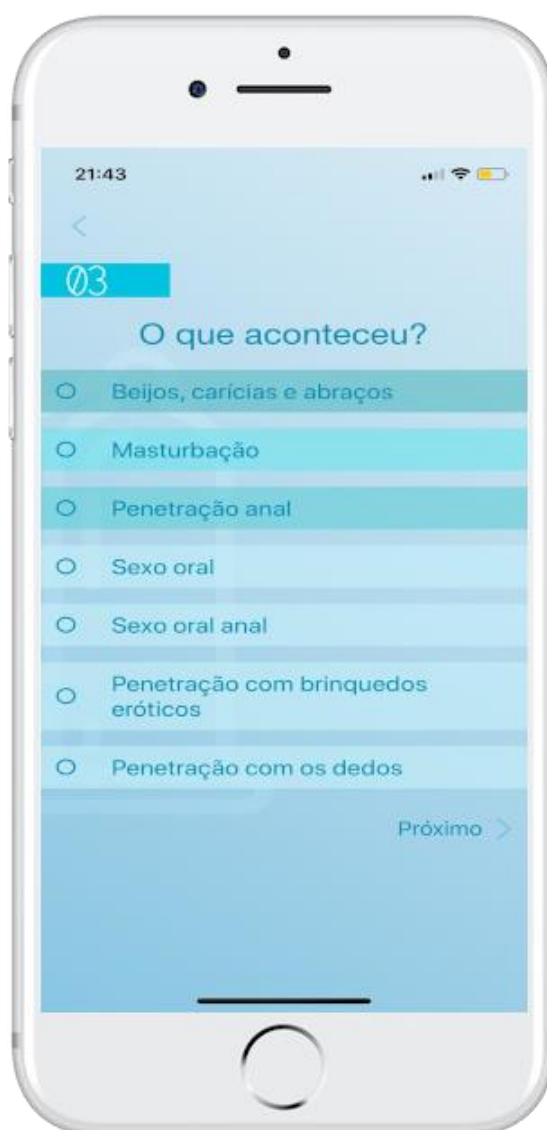 21:43
03
O que aconteceu?
Beijos, carícias e abraços
Masturbação
Penetração anal
Sexo oral
Sexo oral anal
Penetração com brinquedos
eróticos
Penetração com os dedos
Próximo